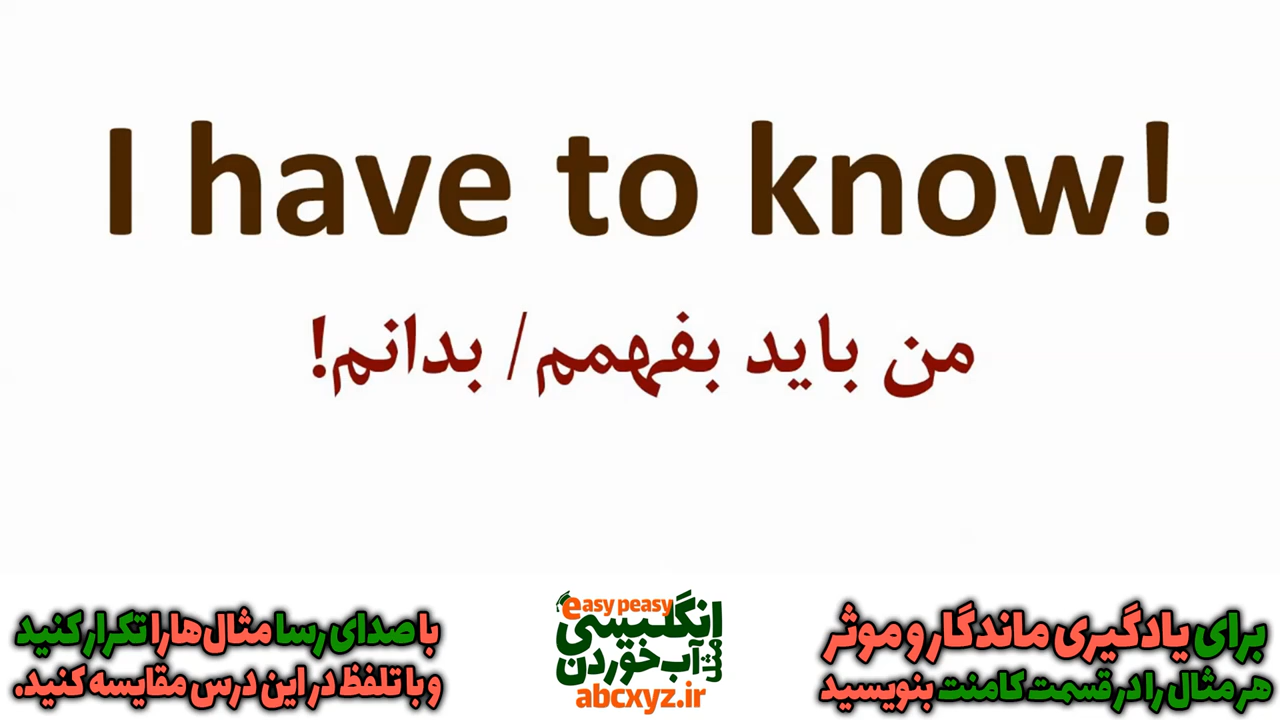 I have to know!
من باید بفهمم/ بدانم!
برای یادگیری ماندگار و موثر
هر مثال را در قسمت کامنت بنویسید
easy peasy
انگلیسی
مثل آب خوردن
abcxyz.ir
با صدای رسا مثال‌ها را تکرار کنید
و با تلفظ در این درس مقایسه کنید.